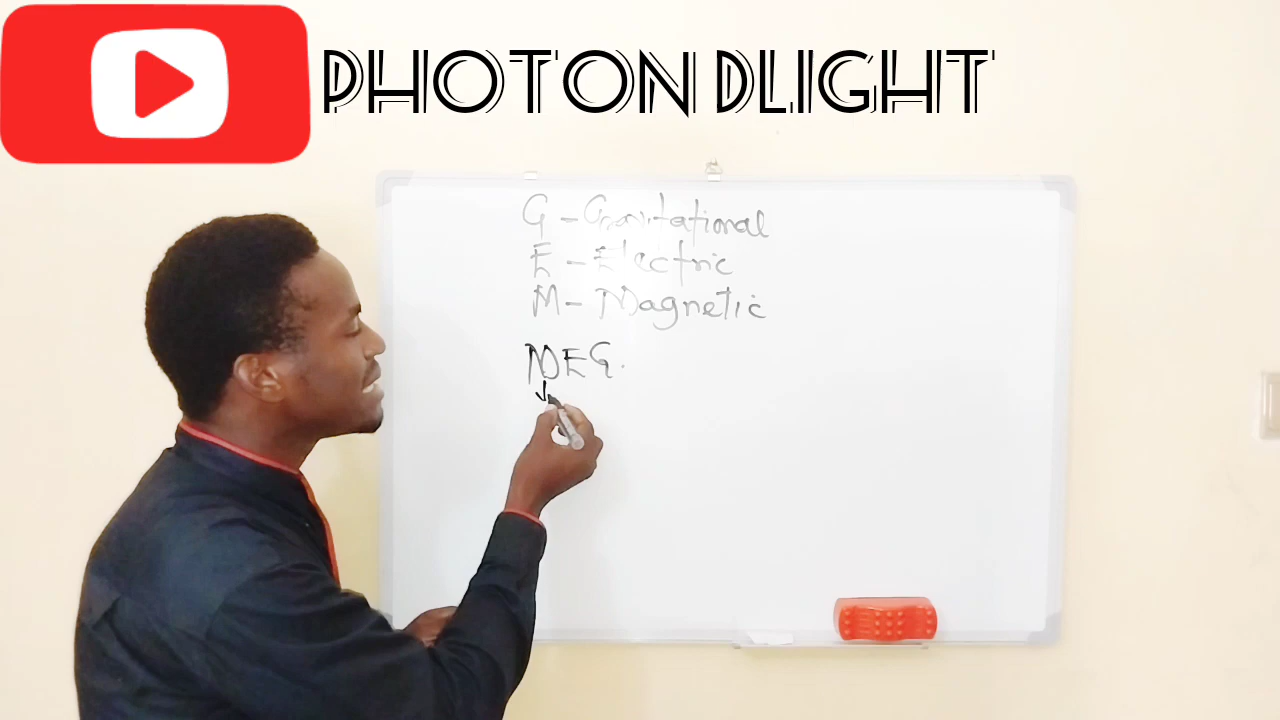 PHOTON DLIGHT
G - Gravitational
E - Electric
M - Magnetic
MEG.